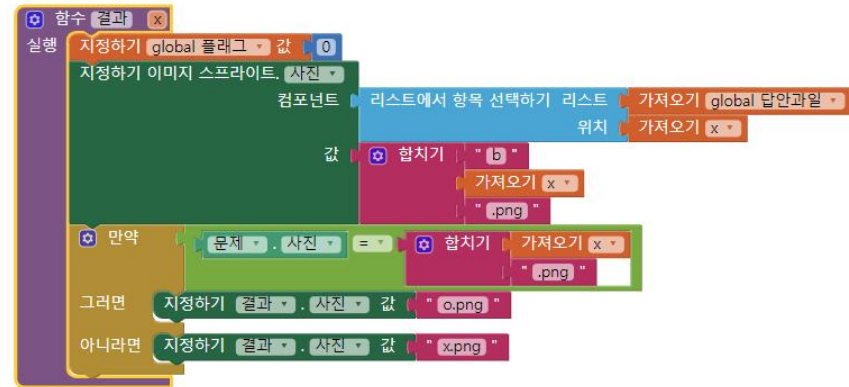 함수 결과 x
실행 지정하기 global 플래그 값 0
지정하기 이미지 스프라이트. 사진
컴포넌트 리스트에서 항목 선택하기 리스트 가져오기 global 답안과일
위치 가져오기 x
값 합치기 " b "
가져오기 x
" .png "
만약 문제 . 사진 = 합치기 가져오기 x
" .png "
그러면 지정하기 결과 . 사진 값 " o.png "
아니라면 지정하기 결과 . 사진 값 " x.png "